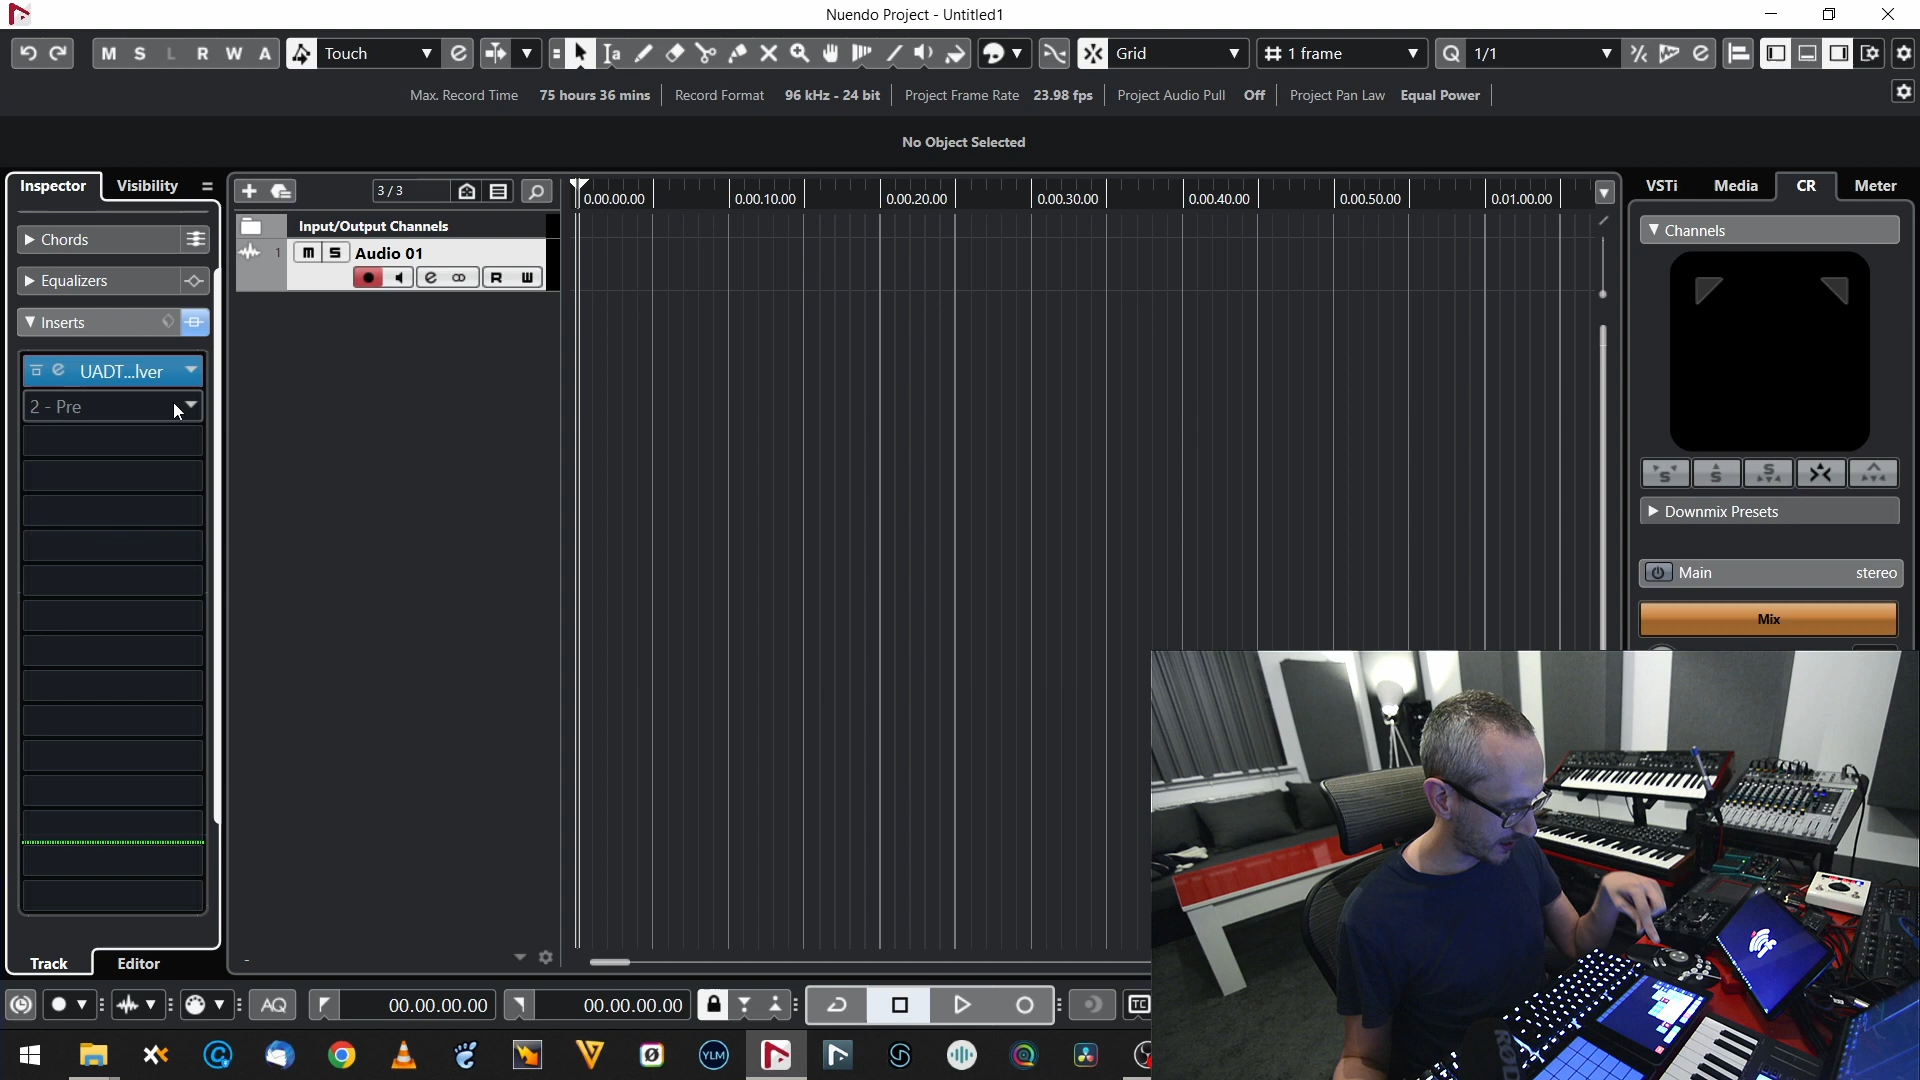 Nuendo Project - Untitled1
M S L R W A Touch Grid 1 frame 1/1
Max. Record Time 75 hours 36 mins Record Format 96 kHz - 24 bit Project Frame Rate 23.98 fps Project Audio Pull Off Project Pan Law Equal Power
No Object Selected
Inspector Visibility
3 / 3
0.00.00.00 0.00.10.00 0.00.20.00 0.00.30.00 0.00.40.00 0.00.50.00 0.01.00.00
VSTi Media CR Meter
Chords
Equalizers
Inserts
UADT...lver
2 - Pre
Input/Output Channels
1 m S Audio 01
e R W
Channels
Downmix Presets
Main stereo
Mix
Track Editor
AQ 00.00.00.00 00.00.00.00 TC
YLM
RØD